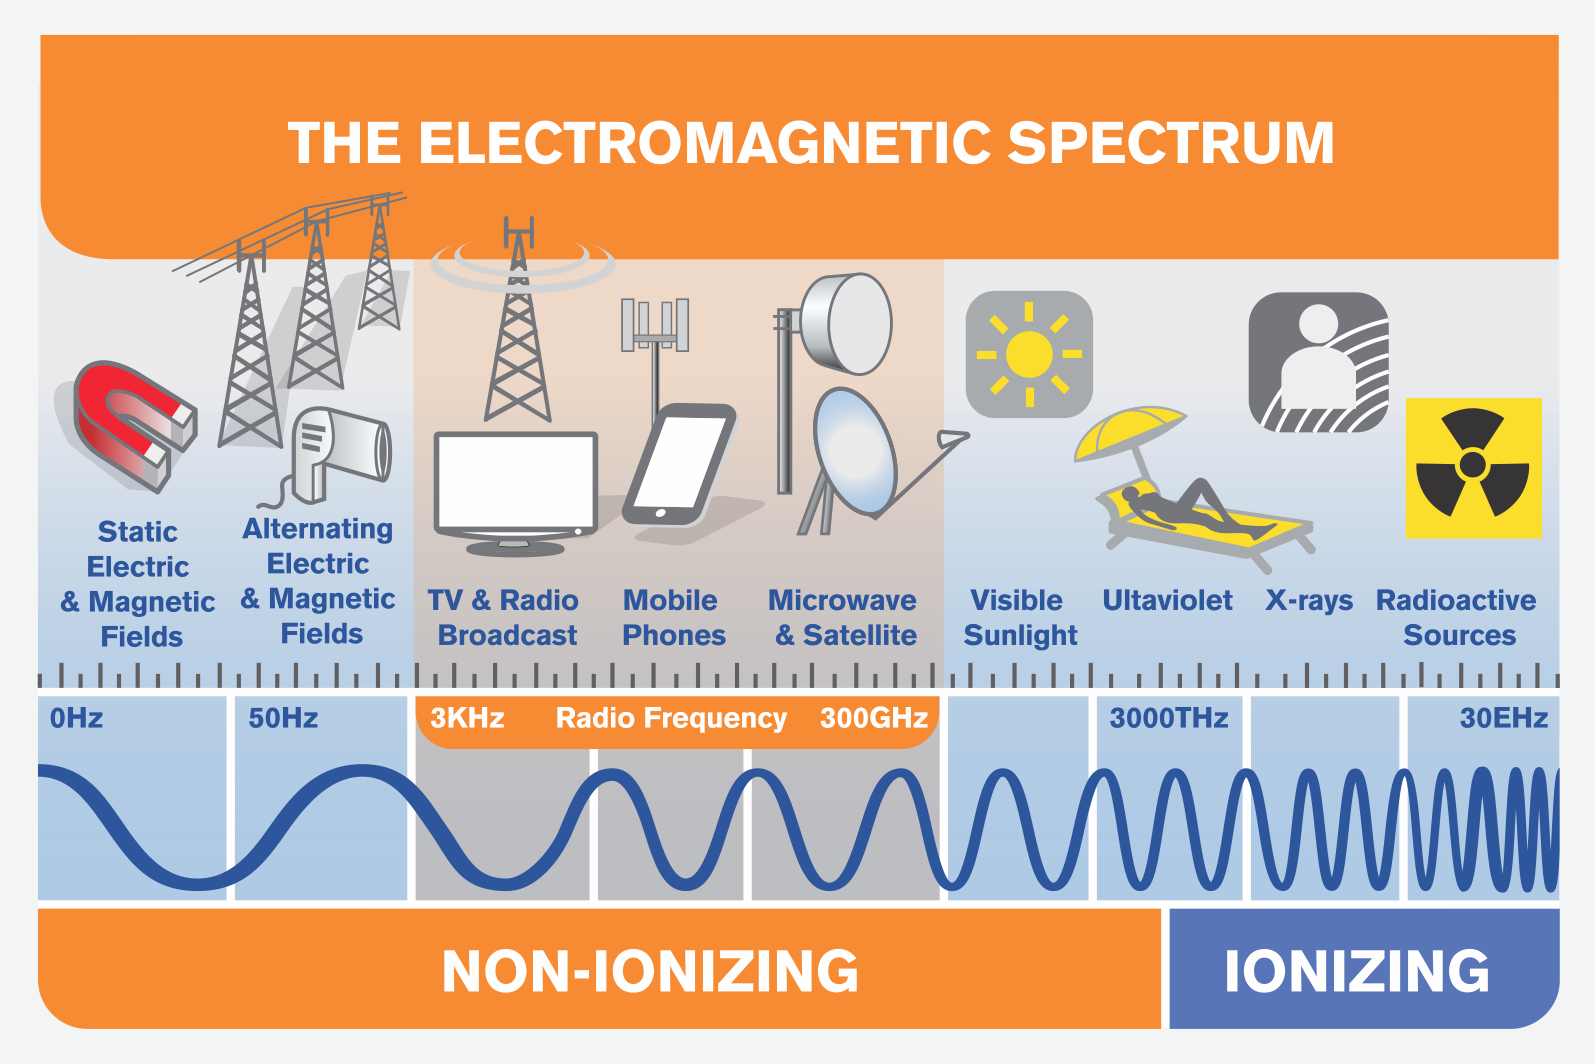 THE ELECTROMAGNETIC SPECTRUM
Static
Electric
& Magnetic
Fields
Alternating
Electric
& Magnetic
Fields
TV & Radio
Broadcast
Mobile
Phones
Microwave
& Satellite
Visible
Sunlight
Ultaviolet
X-rays
Radioactive
Sources
0Hz
50Hz
3KHz
Radio Frequency
300GHz
3000THz
30EHz
NON-IONIZING
IONIZING